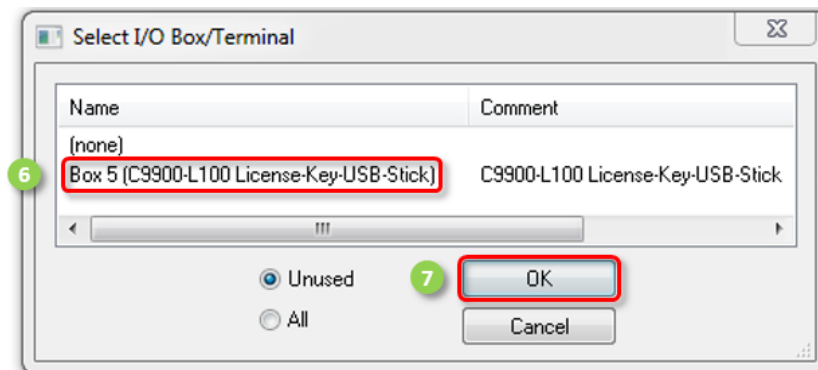 Select I/O Box/Terminal
Name Comment
(none)
6 Box 5 (C9900-L100 License-Key-USB-Stick) C9900-L100 License-Key-USB-Stick
Unused 7 OK
All Cancel